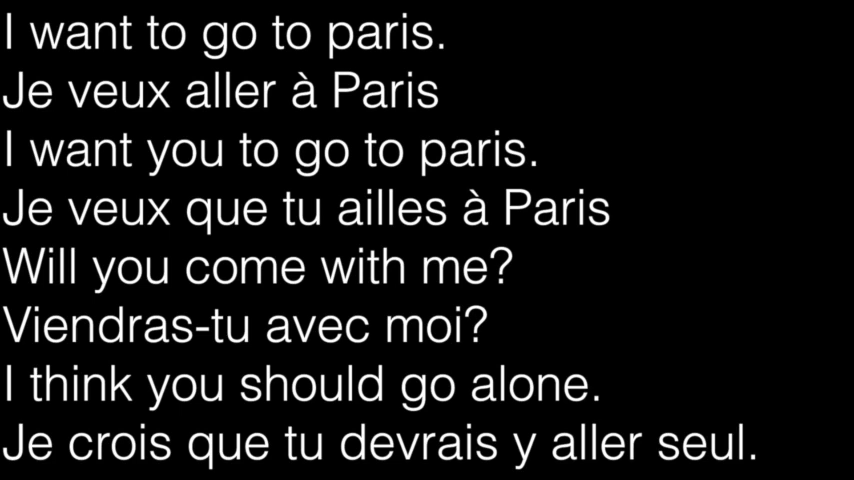 I want to go to paris.
Je veux aller à Paris
I want you to go to paris.
Je veux que tu ailles à Paris
Will you come with me?
Viendras-tu avec moi?
I think you should go alone.
Je crois que tu devrais y aller seul.